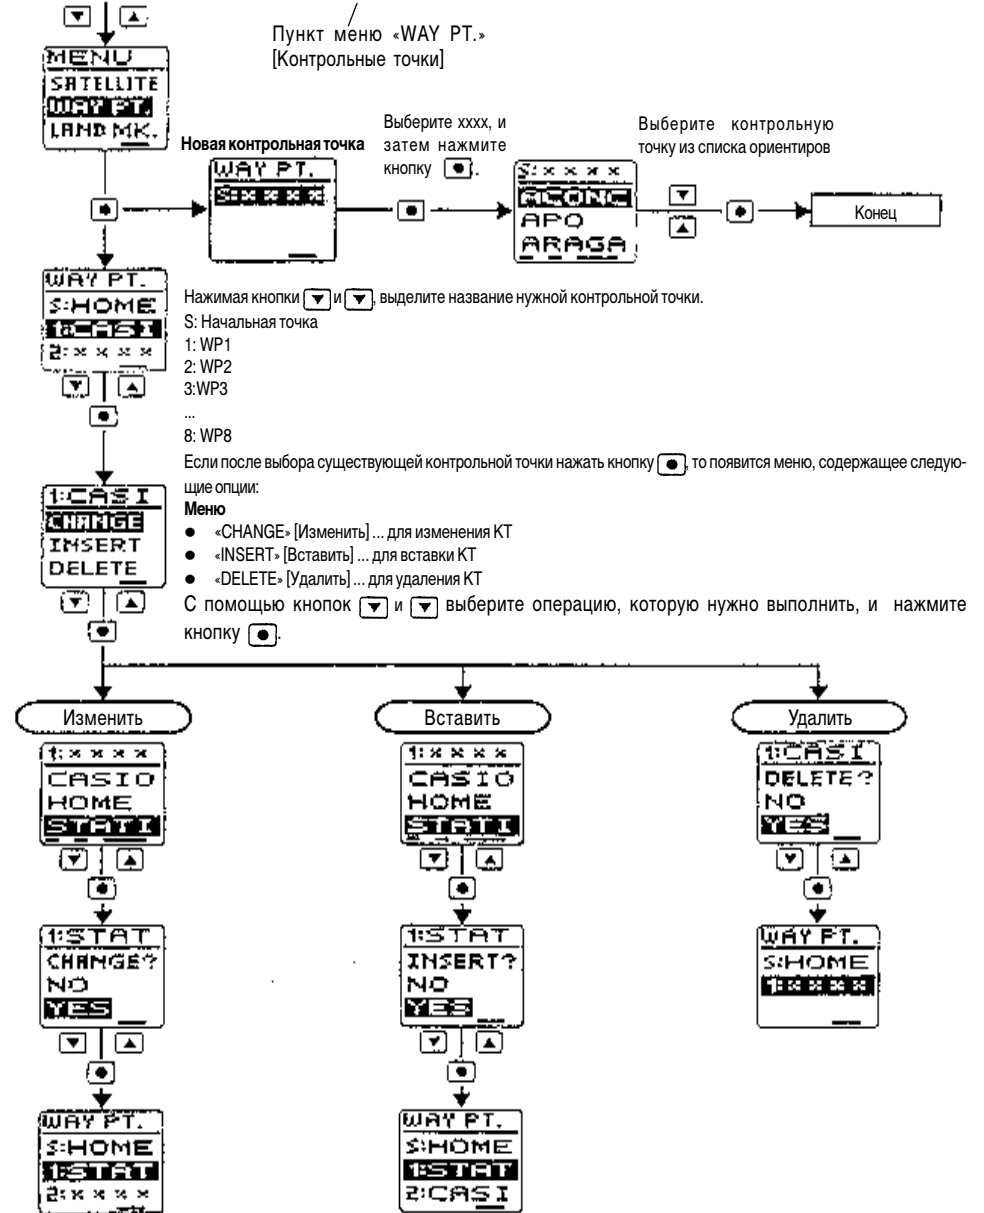 Пункт меню «WAY PT.»
[Контрольные точки]
MENU
SATELLITE
WAY PT.
LAND MK.
Новая контрольная точка
WAY PT.
S:××××
Выберите xxxx, и
затем нажмите
кнопку .
S:××××
ACONC
APO
ARAGA
Выберите контрольную
точку из списка ориентиров
Конец
WAY PT.
S:HOME
1:CASI
2:××××
Нажимая кнопки ▼ и ▼, выделите название нужной контрольной точки.
S: Начальная точка
1: WP1
2: WP2
3:WP3
...
8: WP8
Если после выбора существующей контрольной точки нажать кнопку , то появится меню, содержащее следую-
щие опции:
Меню
● «CHANGE» [Изменить] ... для изменения КТ
● «INSERT» [Вставить] ... для вставки КТ
● «DELETE» [Удалить] ... для удаления КТ
С помощью кнопок ▼ и ▼ выберите операцию, которую нужно выполнить, и нажмите
кнопку .
1:CASI
CHANGE
INSERT
DELETE
Изменить
1:××××
CASIO
HOME
STATI
1:STAT
CHANGE?
NO
YES
WAY PT.
S:HOME
1:STAT
2:××××
Вставить
1:××××
CASIO
HOME
STATI
1:STAT
INSERT?
NO
YES
WAY PT.
S:HOME
1:STAT
2:CASI
Удалить
1:CASI
DELETE?
NO
YES
WAY PT.
S:HOME
1:××××